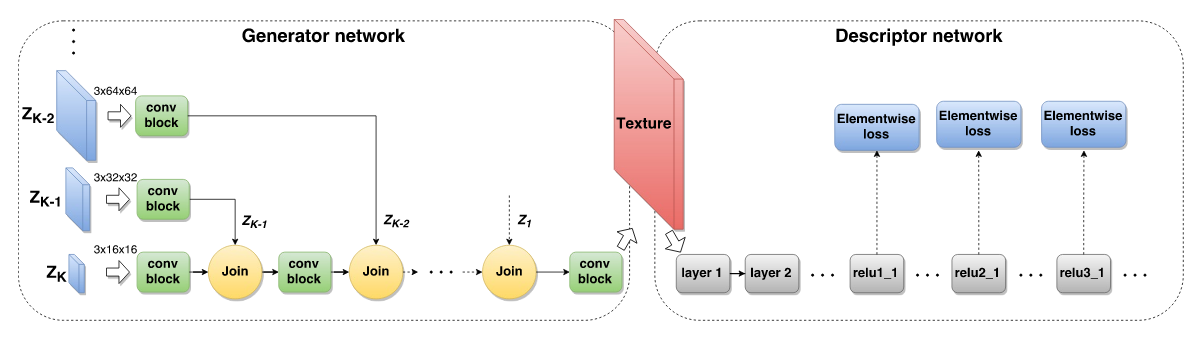 Generator network
Descriptor network
Z_{K-2}
3x64x64
conv
block
Z_{K-1}
3x32x32
conv
block
Z_K
3x16x16
conv
block
Join
Z_{K-1}
conv
block
Join
Z_{K-2}
Join
Z_1
conv
block
Texture
layer 1
layer 2
relu1_1
relu2_1
relu3_1
Elementwise
loss
Elementwise
loss
Elementwise
loss